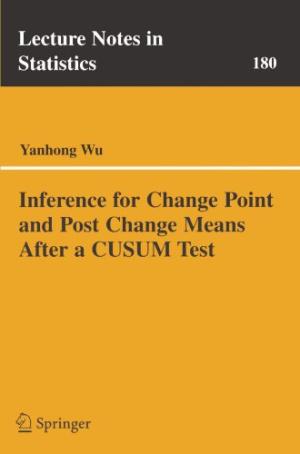 Lecture Notes in
Statistics
180
Yanhong Wu
Inference for Change Point
and Post Change Means
After a CUSUM Test
Springer